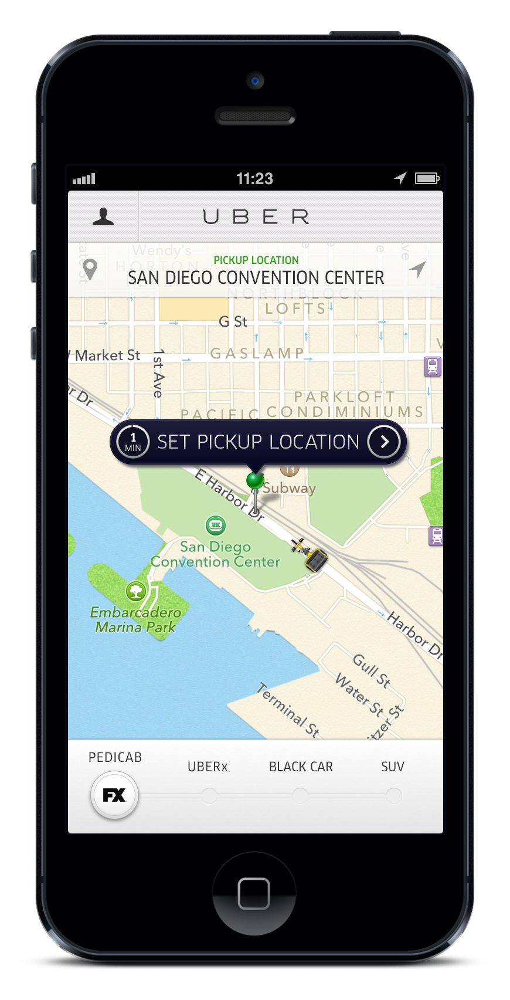 11:23
UBER
Wendy's
HORTON
PICKUP LOCATION
SAN DIEGO CONVENTION CENTER
NORTHBLOCK
LOFTS
G St
GASLAMP
Market St
1st Ave
PARKLOFT
CONDIMINIUMS
PACIFIC
1
MIN
SET PICKUP LOCATION
E Harbor Dr
Subway
San Diego
Convention Center
Embarcadero
Marina Park
Harbor Dr
Gull St
Water St
Terminal St
PEDICAB
UBERx
BLACK CAR
SUV
FX